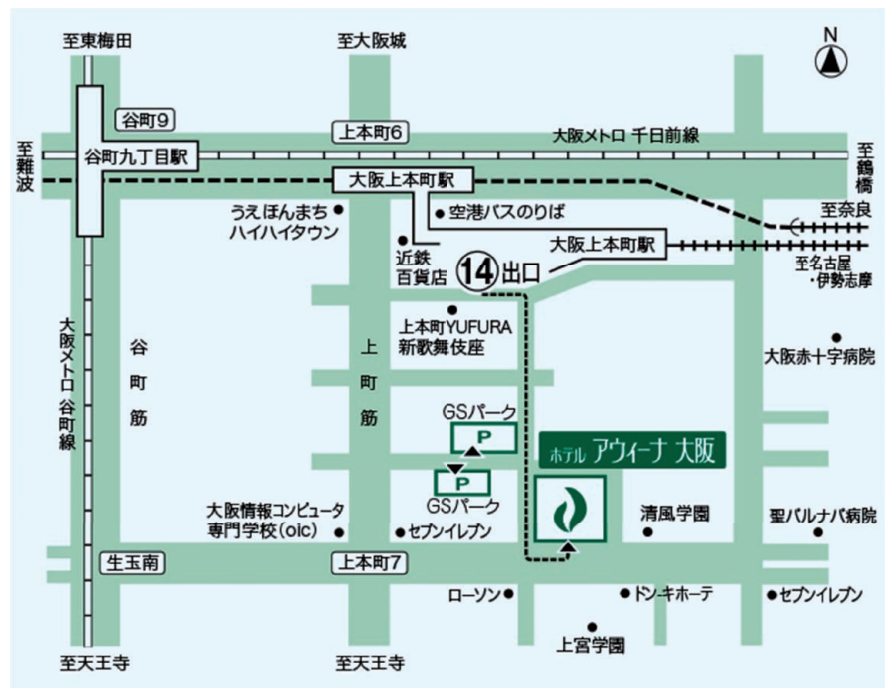 至東梅田
至大阪城
N
谷町9
上本町6
大阪メトロ 千日前線
至難波
谷町九丁目駅
至鶴橋
大阪上本町駅
至奈良
うえほんまち
ハイハイタウン
空港バスのりば
大阪上本町駅
近鉄
百貨店
14出口
至名古屋
・伊勢志摩
大阪メトロ 谷町線
谷町筋
上町筋
上本町YUFURA
新歌舞伎座
大阪赤十字病院
GSパーク
P
ホテル アウィーナ 大阪
P
GSパーク
大阪情報コンピュータ
専門学校(oic)
セブンイレブン
清風学園
聖バルナバ病院
生玉南
上本町7
ローソン
ドン・キホーテ
セブンイレブン
上宮学園
至天王寺
至天王寺